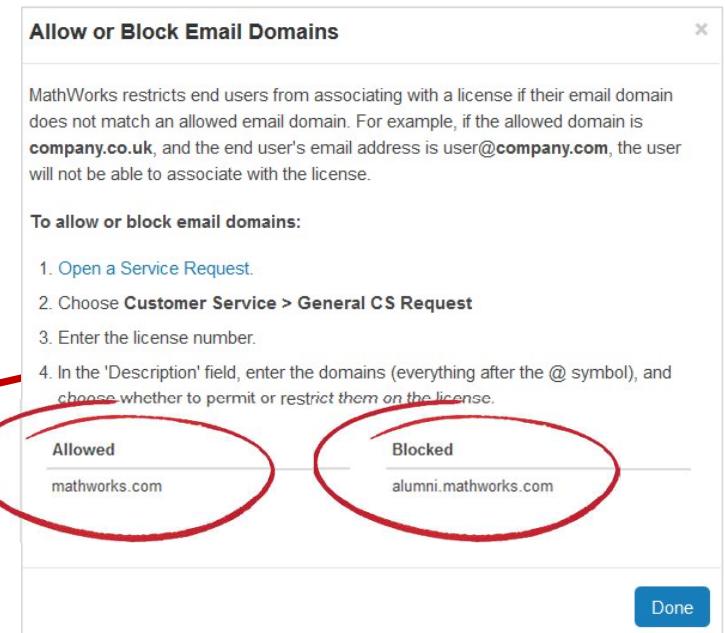 Allow or Block Email Domains ×
MathWorks restricts end users from associating with a license if their email domain
does not match an allowed email domain. For example, if the allowed domain is
company.co.uk, and the end user's email address is user@company.com, the user
will not be able to associate with the license.
To allow or block email domains:
1. Open a Service Request.
2. Choose Customer Service > General CS Request
3. Enter the license number.
4. In the 'Description' field, enter the domains (everything after the @ symbol), and
choose whether to permit or restrict them on the license.
Allowed Blocked
mathworks.com alumni.mathworks.com
Done